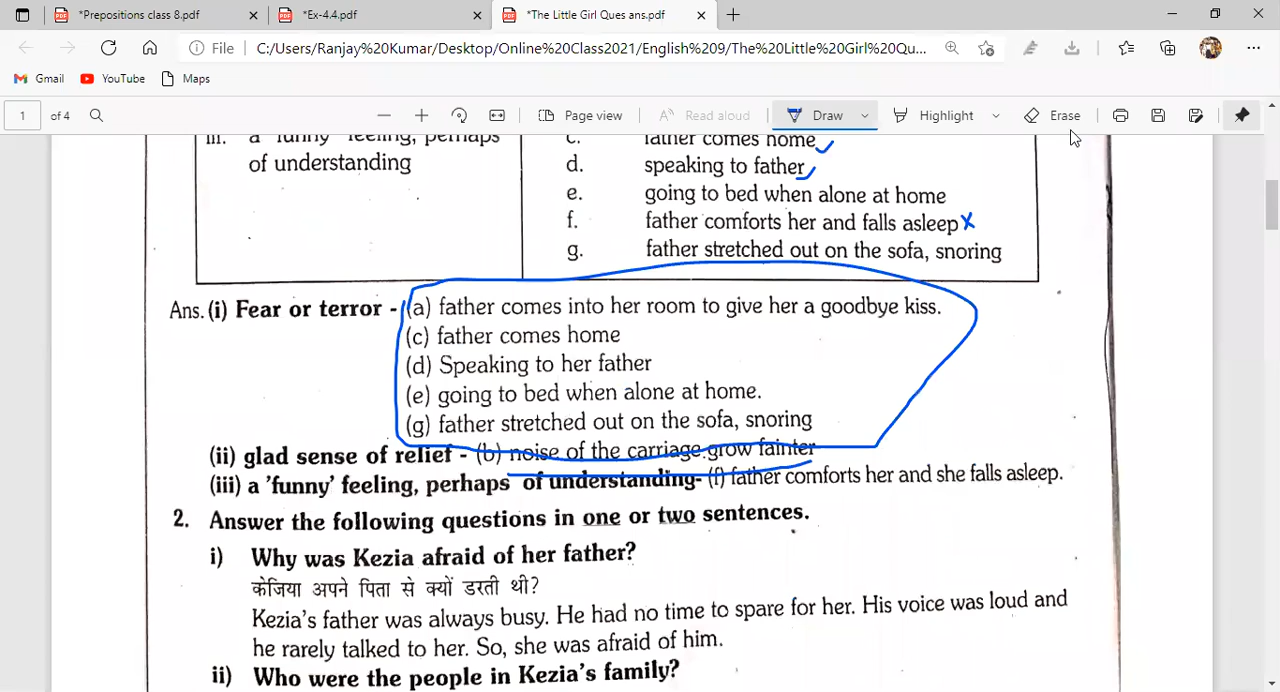 *Prepositions class 8.pdf
*Ex-4.4.pdf
*The Little Girl Ques ans.pdf
File
C:/Users/Ranjay%20Kumar/Desktop/Online%20Class2021/English%209/The%20Little%20Girl%20Qu...
Gmail
YouTube
Maps
1 of 4
Page view
Read aloud
Draw
Highlight
Erase
iii. a 'funny' feeling, perhaps
of understanding
c. father comes home
d. speaking to father
e. going to bed when alone at home
f. father comforts her and falls asleep
g. father stretched out on the sofa, snoring
Ans. (i) Fear or terror - (a) father comes into her room to give her a goodbye kiss.
(c) father comes home
(d) Speaking to her father
(e) going to bed when alone at home.
(g) father stretched out on the sofa, snoring
(ii) glad sense of relief - (b) noise of the carriage grow fainter
(iii) a 'funny' feeling, perhaps of understanding- (f) father comforts her and she falls asleep.
2. Answer the following questions in one or two sentences.
i) Why was Kezia afraid of her father?
केजिया अपने पिता से क्यों डरती थी?
Kezia's father was always busy. He had no time to spare for her. His voice was loud and
he rarely talked to her. So, she was afraid of him.
ii) Who were the people in Kezia's family?